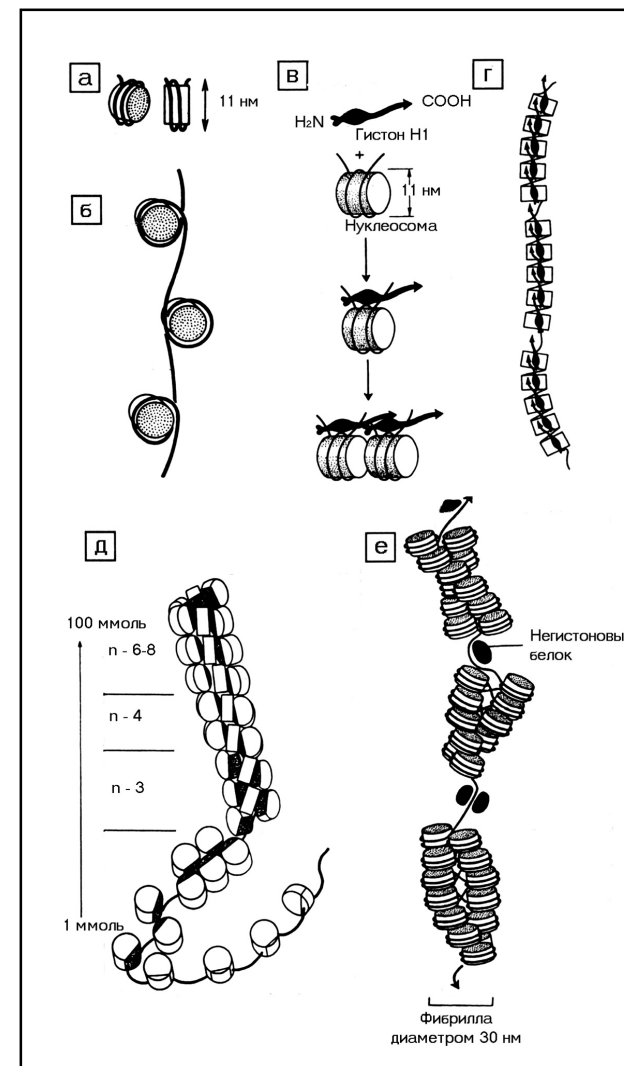 а
11 нм
б
в
H₂N
COOH
Гистон H1
+
11 нм
Нуклеосома
г
д
100 ммоль
n - 6-8
n - 4
n - 3
1 ммоль
е
Негистоновы
белок
Фибрилла
диаметром 30 нм